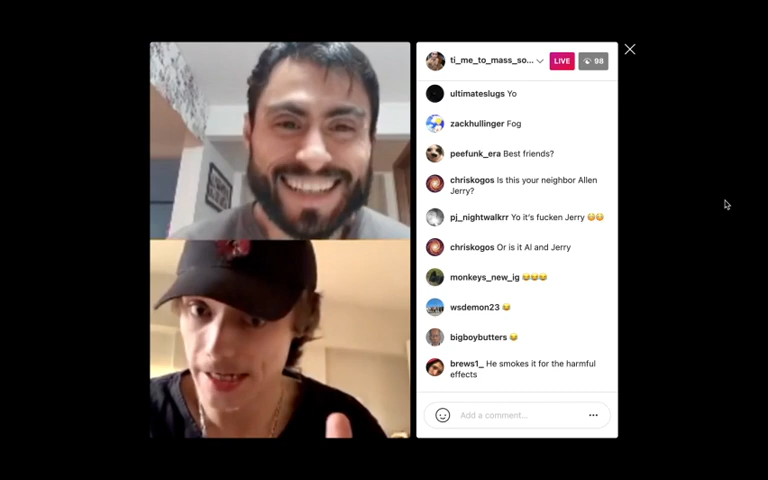 ti_me_to_mass_so...
LIVE
98
ultimateslugs Yo
zackhullinger Fog
peefunk_era Best friends?
chriskogos Is this your neighbor Allen
Jerry?
pj_nightwalkrr Yo it's fucken Jerry 😳😳
chriskogos Or is it Al and Jerry
monkeys_new_ig 😂😂😂
wsdemon23 😂
bigboybutters 😂
brews1_ He smokes it for the harmful
effects
Add a comment...